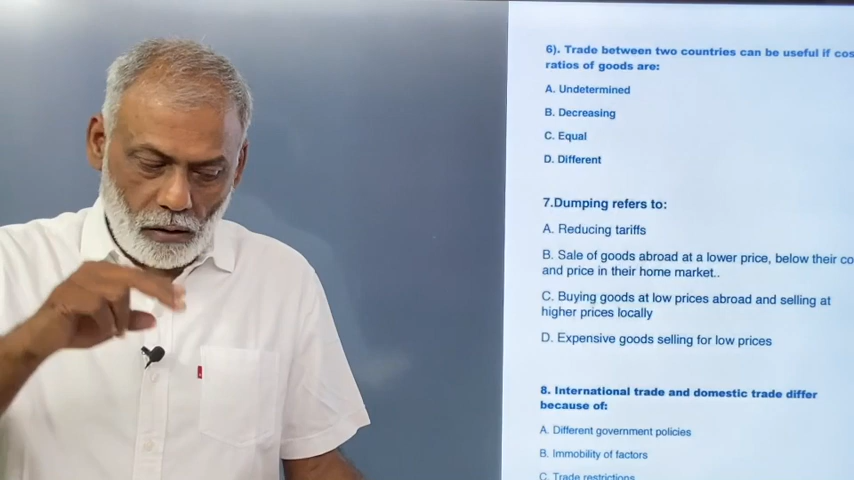 6). Trade between two countries can be useful if cos
ratios of goods are:
A. Undetermined
B. Decreasing
C. Equal
D. Different
7.Dumping refers to:
A. Reducing tariffs
B. Sale of goods abroad at a lower price, below their co
and price in their home market..
C. Buying goods at low prices abroad and selling at
higher prices locally
D. Expensive goods selling for low prices
8. International trade and domestic trade differ
because of:
A. Different government policies
B. Immobility of factors
C. Trade restrictions